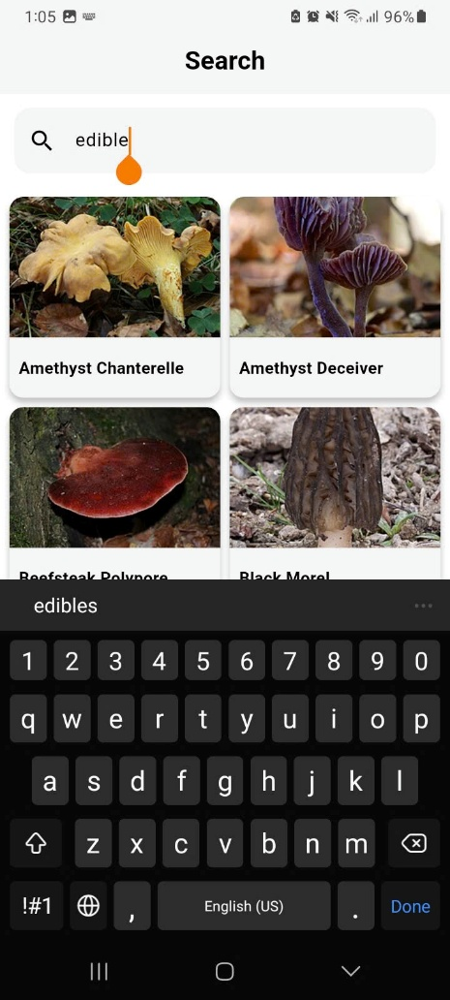 1:05 96%
Search
edible
Amethyst Chanterelle Amethyst Deceiver
Beefsteak Polypore Black Morel
edibles
1 2 3 4 5 6 7 8 9 0
q w e r t y u i o p
a s d f g h j k l
z x c v b n m
!#1 , English (US) . Done